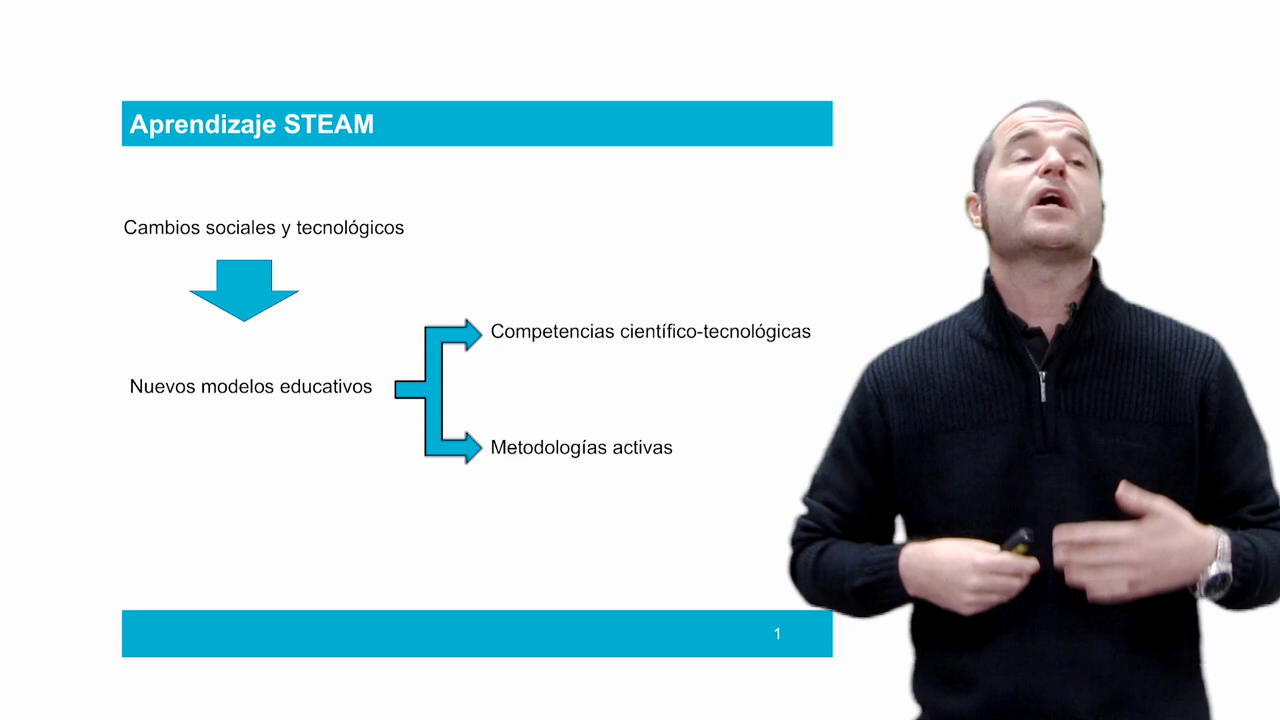 Aprendizaje STEAM
Cambios sociales y tecnológicos
Competencias científico-tecnológicas
Nuevos modelos educativos
Metodologías activas
1